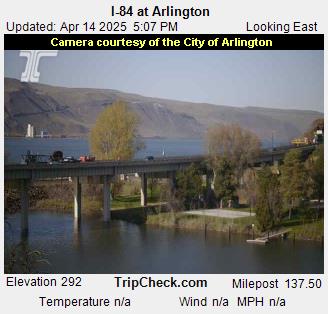 I-84 at Arlington
Updated: Apr 14 2025 5:07 PM Looking East
Camera courtesy of the City of Arlington
Elevation 292 TripCheck.com Milepost 137.50
Temperature n/a Wind n/a MPH n/a